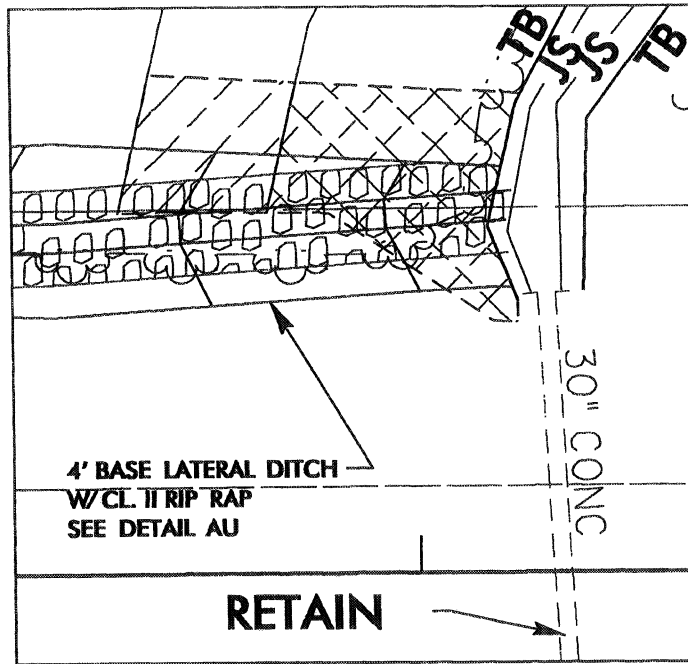 TB
JS
JS
TB
30" CONC
4' BASE LATERAL DITCH
W/ CL. II RIP RAP
SEE DETAIL AU
RETAIN